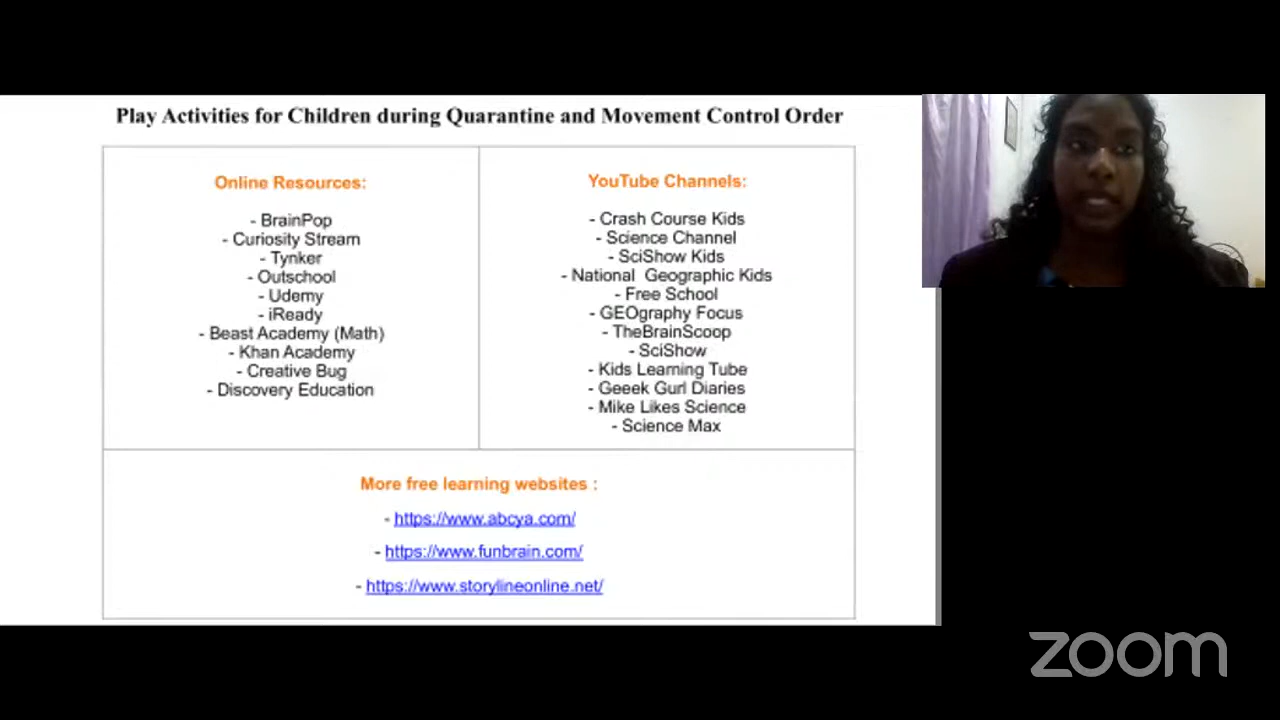 Play Activities for Children during Quarantine and Movement Control Order
Online Resources:
- BrainPop
- Curiosity Stream
- Tynker
- Outschool
- Udemy
- iReady
- Beast Academy (Math)
- Khan Academy
- Creative Bug
- Discovery Education
YouTube Channels:
- Crash Course Kids
- Science Channel
- SciShow Kids
- National Geographic Kids
- Free School
- GEOgraphy Focus
- TheBrainScoop
- SciShow
- Kids Learning Tube
- Geeek Gurl Diaries
- Mike Likes Science
- Science Max
More free learning websites :
- https://www.abcya.com/
- https://www.funbrain.com/
- https://www.storylineonline.net/
zoom